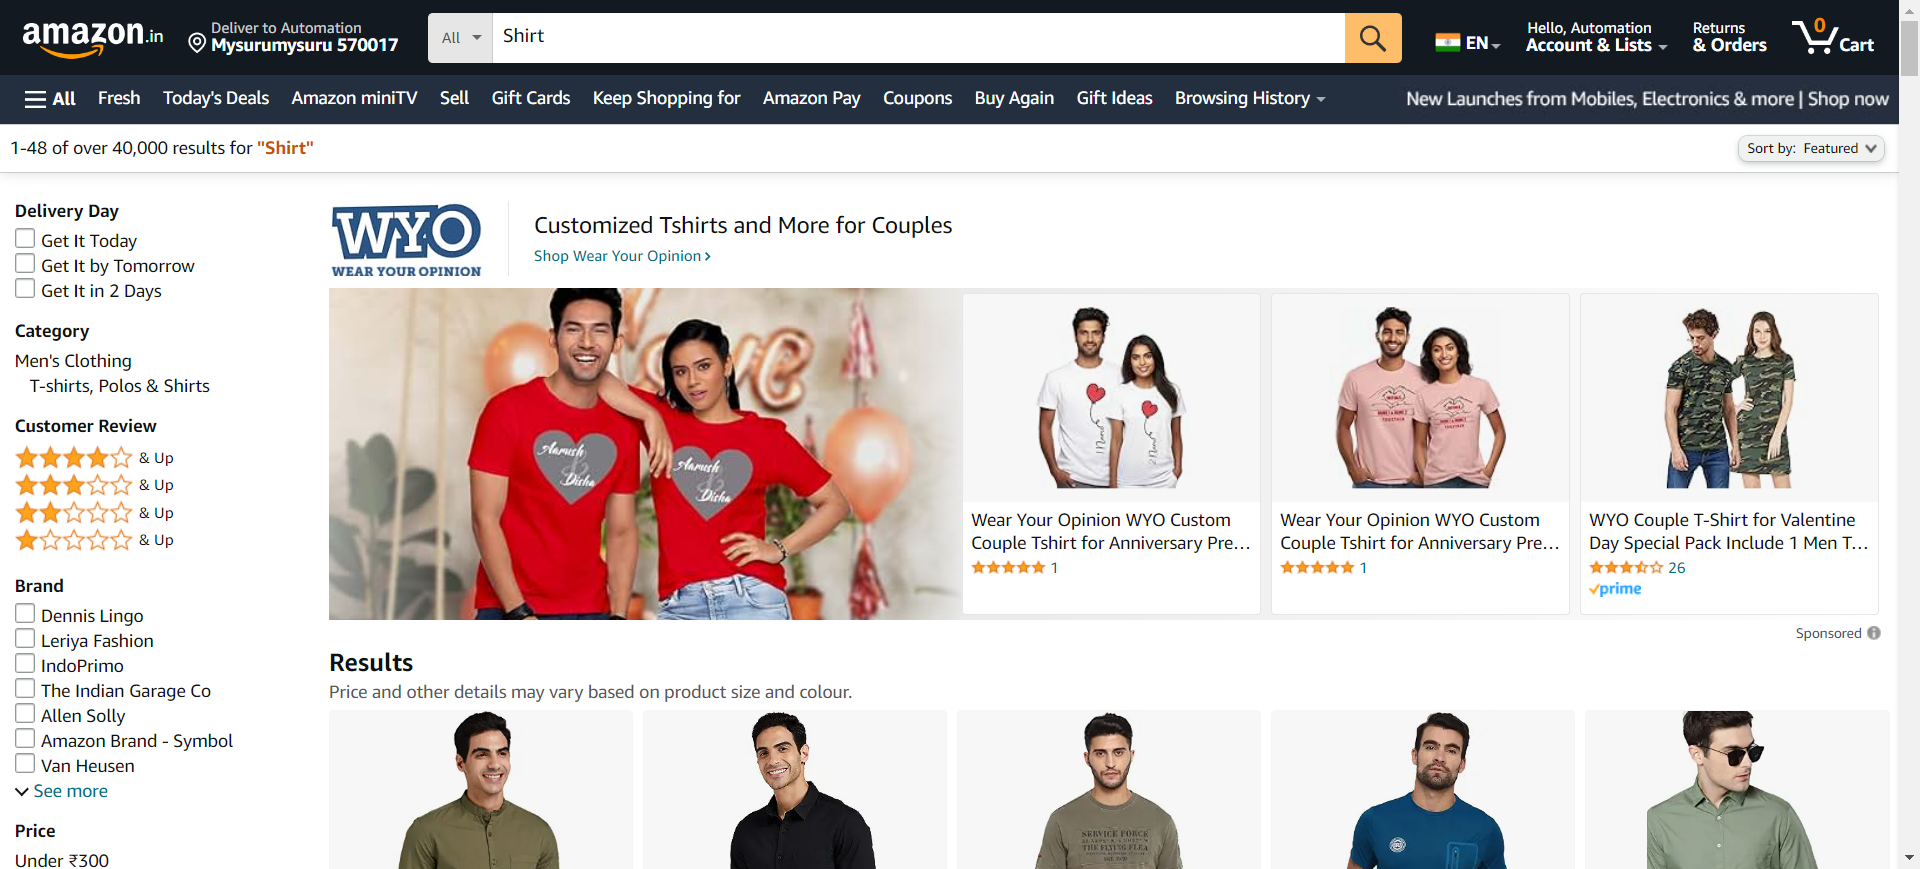 amazon.in
Deliver to Automation
Mysurumysuru 570017
All
Shirt
EN
Hello, Automation
Account & Lists
Returns
& Orders
0
Cart
All
Fresh
Today's Deals
Amazon miniTV
Sell
Gift Cards
Keep Shopping for
Amazon Pay
Coupons
Buy Again
Gift Ideas
Browsing History
New Launches from Mobiles, Electronics & more | Shop now
1-48 of over 40,000 results for "Shirt"
Sort by: Featured
Delivery Day
Get It Today
Get It by Tomorrow
Get It in 2 Days
Category
Men's Clothing
T-shirts, Polos & Shirts
Customer Review
& Up
& Up
& Up
& Up
Brand
Dennis Lingo
Leriya Fashion
IndoPrimo
The Indian Garage Co
Allen Solly
Amazon Brand - Symbol
Van Heusen
See more
Price
Under ₹300
WYO
WEAR YOUR OPINION
Customized Tshirts and More for Couples
Shop Wear Your Opinion
Love
Aarush
&
Disha
Aarush
&
Disha
Wear Your Opinion WYO Custom
Couple Tshirt for Anniversary Pre...
1
Wear Your Opinion WYO Custom
Couple Tshirt for Anniversary Pre...
1
WYO Couple T-Shirt for Valentine
Day Special Pack Include 1 Men T...
26
prime
Sponsored
Results
Price and other details may vary based on product size and colour.
SERVICE FORCE
THE FLYING FLEA